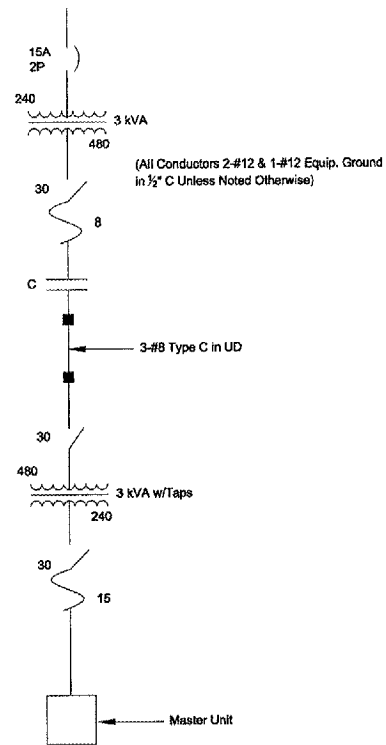 15A
2P
240
3 kVA
480
(All Conductors 2-#12 & 1-#12 Equip. Ground
in ½" C Unless Noted Otherwise)
30
8
C
3-#8 Type C in UD
30
480
3 kVA w/Taps
240
30
15
Master Unit